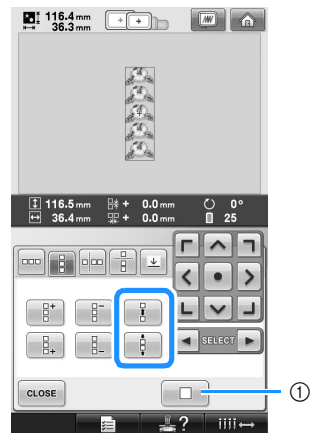 116.4 mm
36.3 mm
116.5 mm + 0.0 mm 0°
36.4 mm + 0.0 mm 25
SELECT
CLOSE
①
?